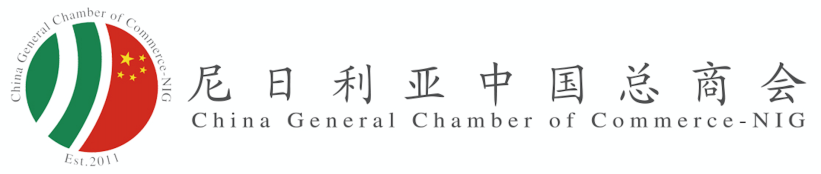 China General Chamber of Commerce-NIG
Est.2011
尼日利亚中国总商会
China General Chamber of Commerce-NIG